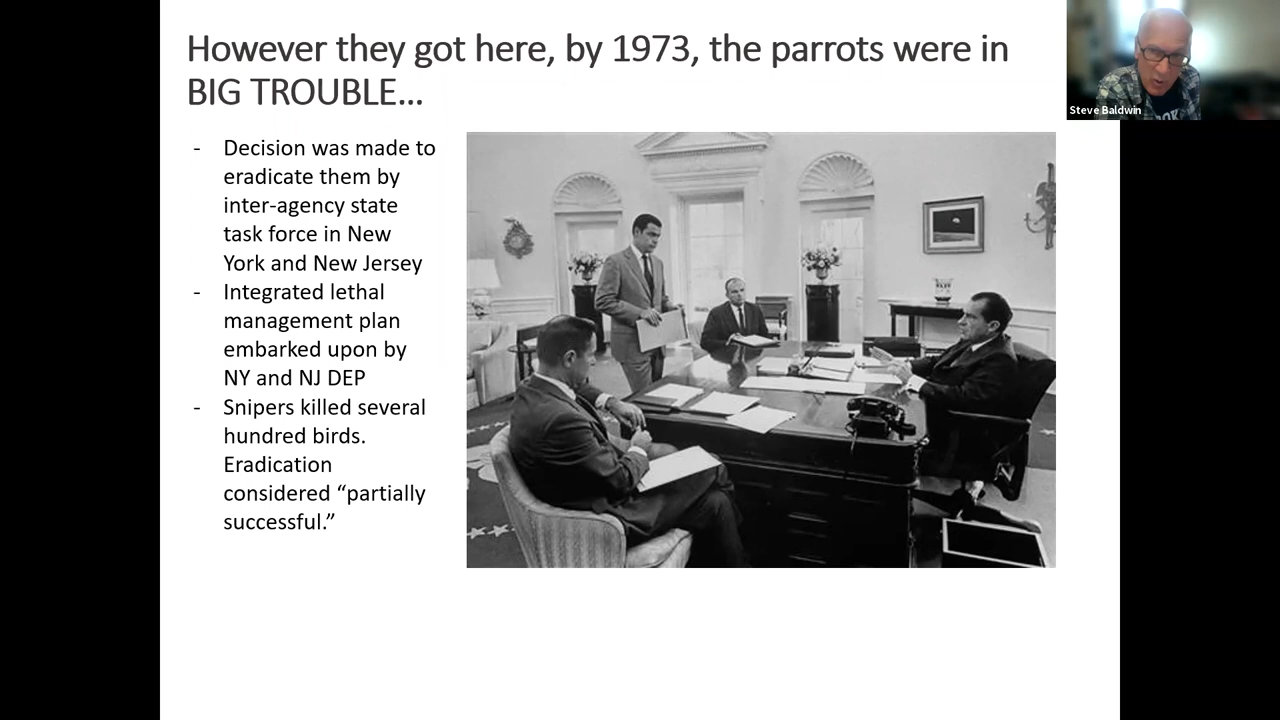 However they got here, by 1973, the parrots were in
BIG TROUBLE...
Steve Baldwin
- Decision was made to
eradicate them by
inter-agency state
task force in New
York and New Jersey
- Integrated lethal
management plan
embarked upon by
NY and NJ DEP
- Snipers killed several
hundred birds.
Eradication
considered “partially
successful.”